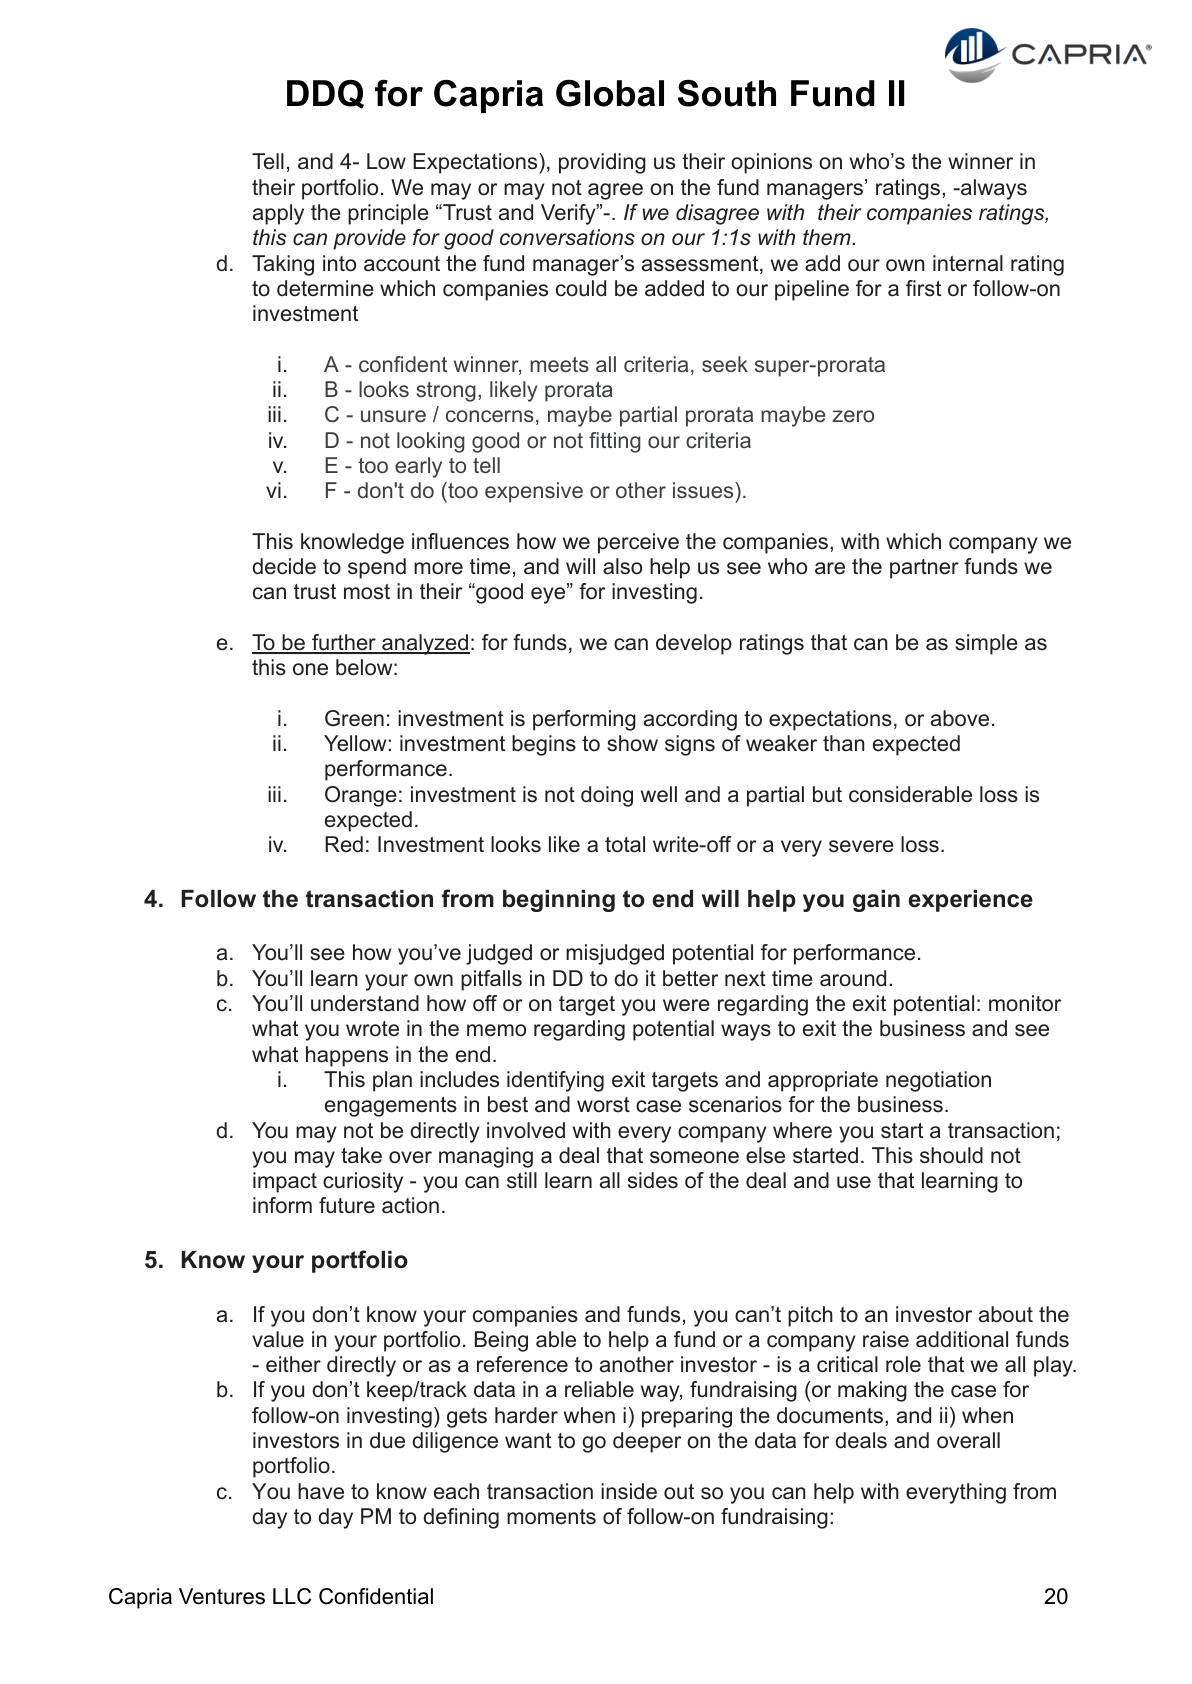 CAPRIA®
DDQ for Capria Global South Fund II
Tell, and 4- Low Expectations), providing us their opinions on who’s the winner in
their portfolio. We may or may not agree on the fund managers’ ratings, -always
apply the principle “Trust and Verify”-. If we disagree with  their companies ratings,
this can provide for good conversations on our 1:1s with them.
d. Taking into account the fund manager’s assessment, we add our own internal rating
to determine which companies could be added to our pipeline for a first or follow-on
investment
i. A - confident winner, meets all criteria, seek super-prorata
ii. B - looks strong, likely prorata
iii. C - unsure / concerns, maybe partial prorata maybe zero
iv. D - not looking good or not fitting our criteria
v. E - too early to tell
vi. F - don't do (too expensive or other issues).
This knowledge influences how we perceive the companies, with which company we
decide to spend more time, and will also help us see who are the partner funds we
can trust most in their “good eye” for investing.
e. To be further analyzed: for funds, we can develop ratings that can be as simple as
this one below:
i. Green: investment is performing according to expectations, or above.
ii. Yellow: investment begins to show signs of weaker than expected
performance.
iii. Orange: investment is not doing well and a partial but considerable loss is
expected.
iv. Red: Investment looks like a total write-off or a very severe loss.
4. Follow the transaction from beginning to end will help you gain experience
a. You’ll see how you’ve judged or misjudged potential for performance.
b. You’ll learn your own pitfalls in DD to do it better next time around.
c. You’ll understand how off or on target you were regarding the exit potential: monitor
what you wrote in the memo regarding potential ways to exit the business and see
what happens in the end.
i. This plan includes identifying exit targets and appropriate negotiation
engagements in best and worst case scenarios for the business.
d. You may not be directly involved with every company where you start a transaction;
you may take over managing a deal that someone else started. This should not
impact curiosity - you can still learn all sides of the deal and use that learning to
inform future action.
5. Know your portfolio
a. If you don’t know your companies and funds, you can’t pitch to an investor about the
value in your portfolio. Being able to help a fund or a company raise additional funds
- either directly or as a reference to another investor - is a critical role that we all play.
b. If you don’t keep/track data in a reliable way, fundraising (or making the case for
follow-on investing) gets harder when i) preparing the documents, and ii) when
investors in due diligence want to go deeper on the data for deals and overall
portfolio.
c. You have to know each transaction inside out so you can help with everything from
day to day PM to defining moments of follow-on fundraising:
Capria Ventures LLC Confidential 20